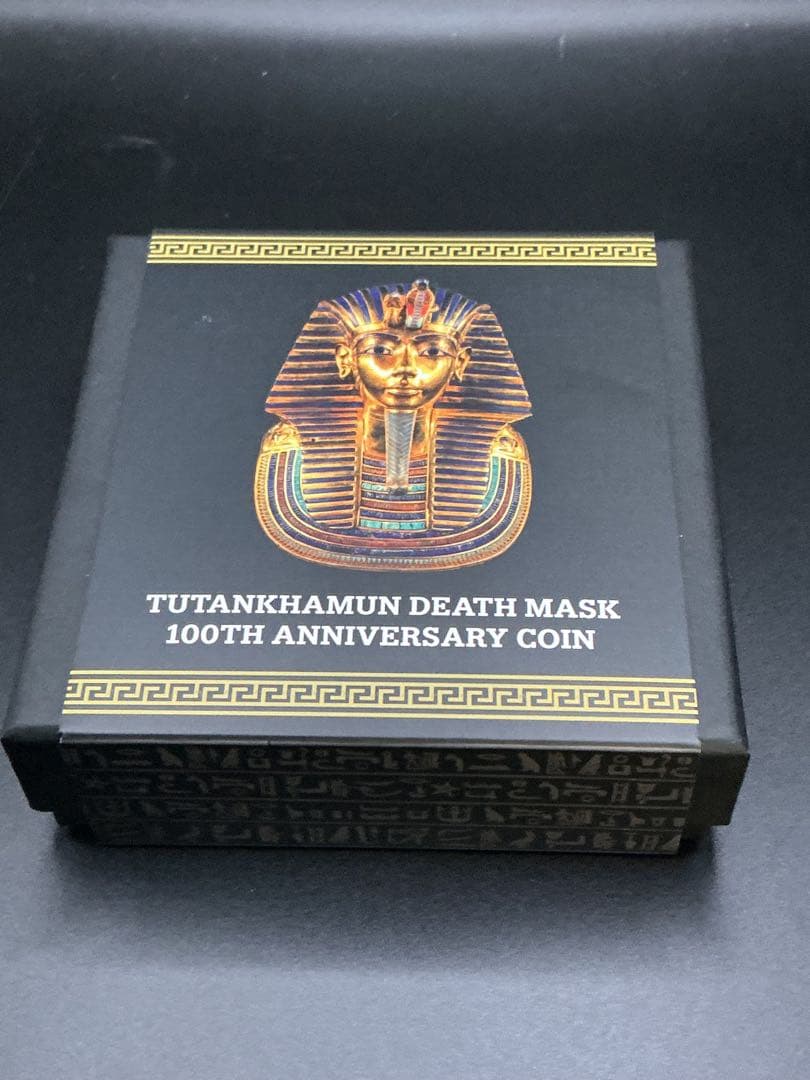 TUTANKHAMUN DEATH MASK
100TH ANNIVERSARY COIN